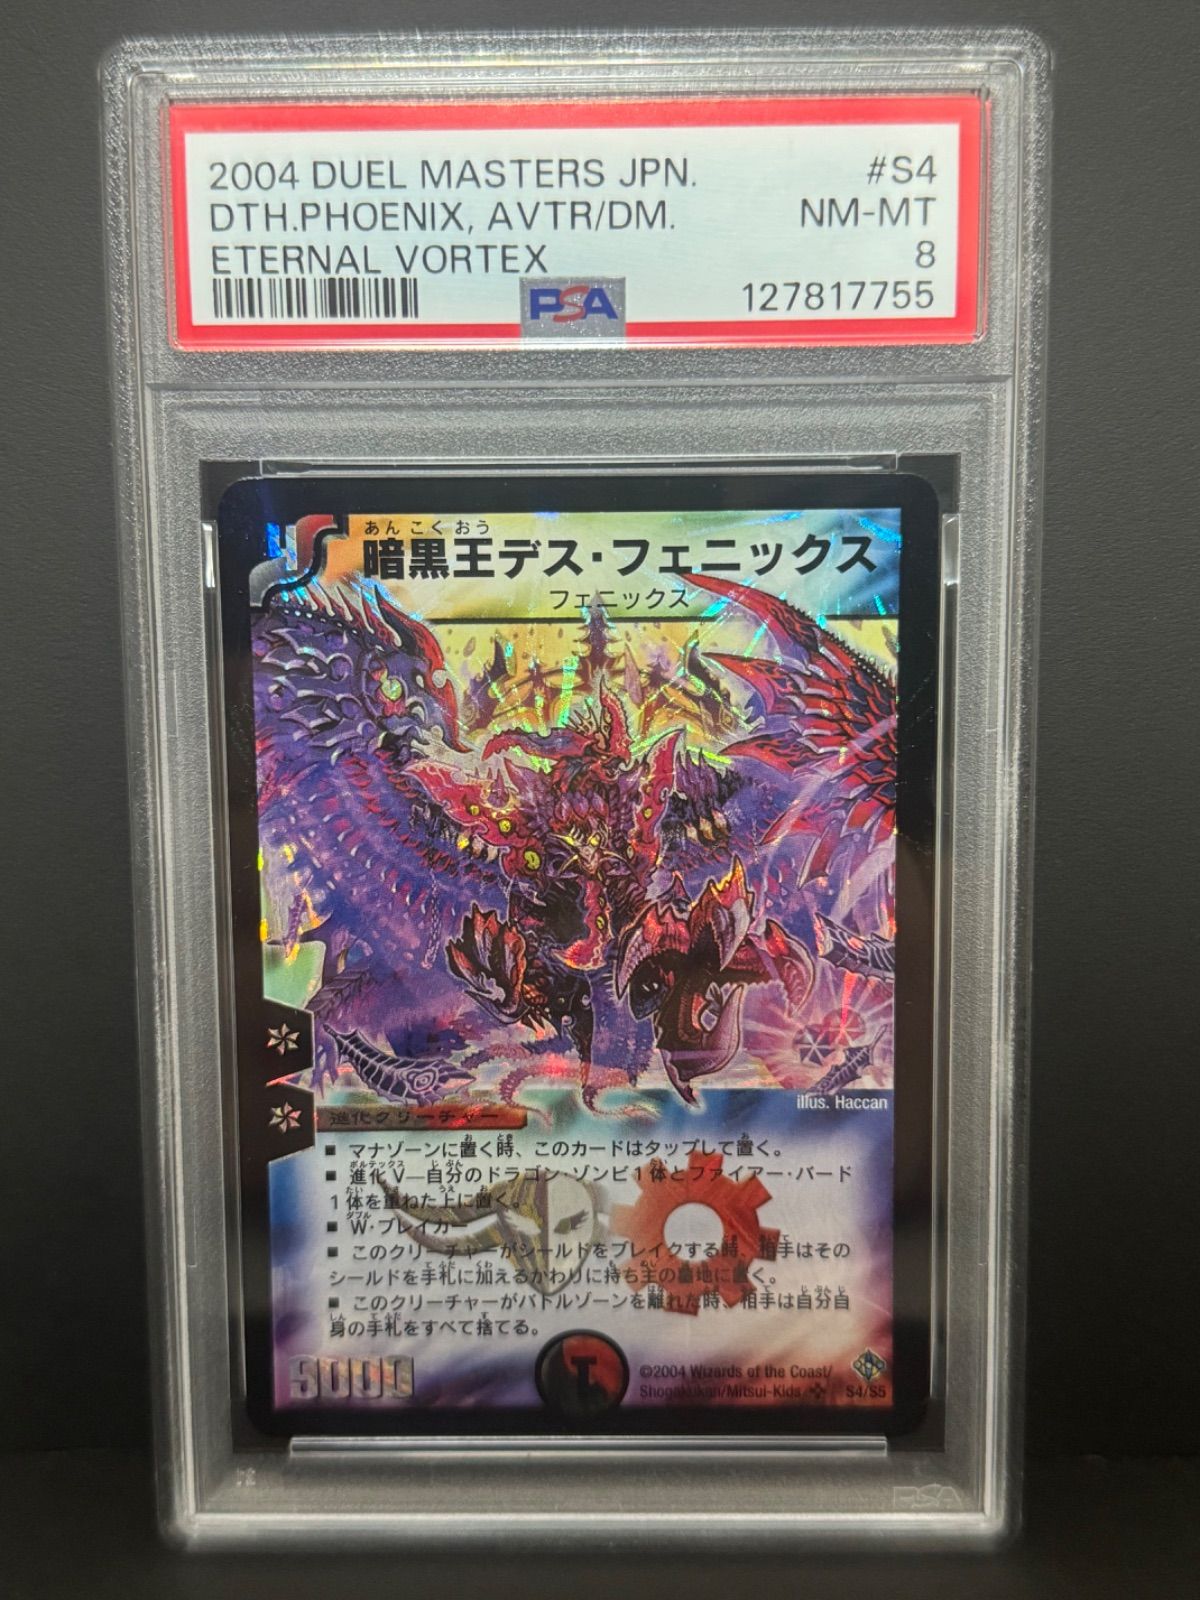 2004 DUEL MASTERS JPN. #S4
DTH.PHOENIX, AVTR/DM. NM-MT
ETERNAL VORTEX 8
PSA 127817755
あんこくおう
暗黒王デス・フェニックス
フェニックス
illus. Haccan
進化クリーチャー
■ マナゾーンに置く時、このカードはタップして置く。
■ 進化V—自分のドラゴン・ゾンビ1体とファイアー・バード
1体を重ねた上に置く。
■ W・ブレイカー
■ このクリーチャーがシールドをブレイクする時、相手はその
シールドを手札に加えるかわりに持ち主の墓地に置く。
■ このクリーチャーがバトルゾーンを離れた時、相手は自分自
身の手札をすべて捨てる。
9000
©2004 Wizards of the Coast/
Shogakukan/Mitsui-Kids
S4/S5